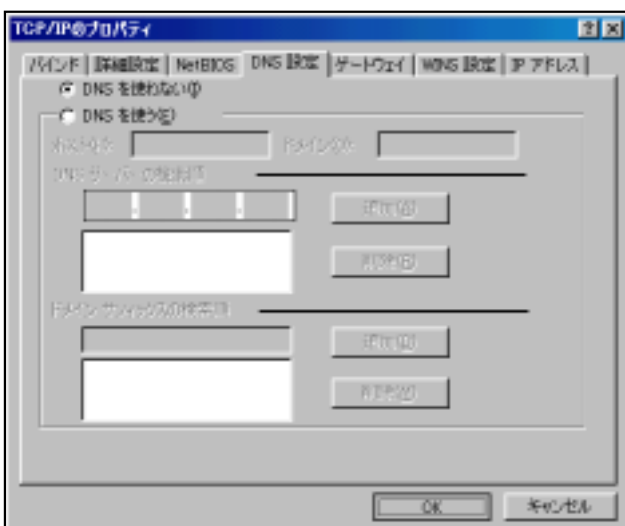 TCP/IPのプロパティ
バインド 詳細設定 NetBIOS DNS 設定 ゲートウェイ WINS 設定 IP アドレス
DNS を使わない(I)
DNS を使う(E)
ホスト(H): ドメイン(O):
DNS サーバーの検索順
追加(A)
削除(R)
ドメイン サフィックスの検索順
追加(D)
削除(V)
OK キャンセル